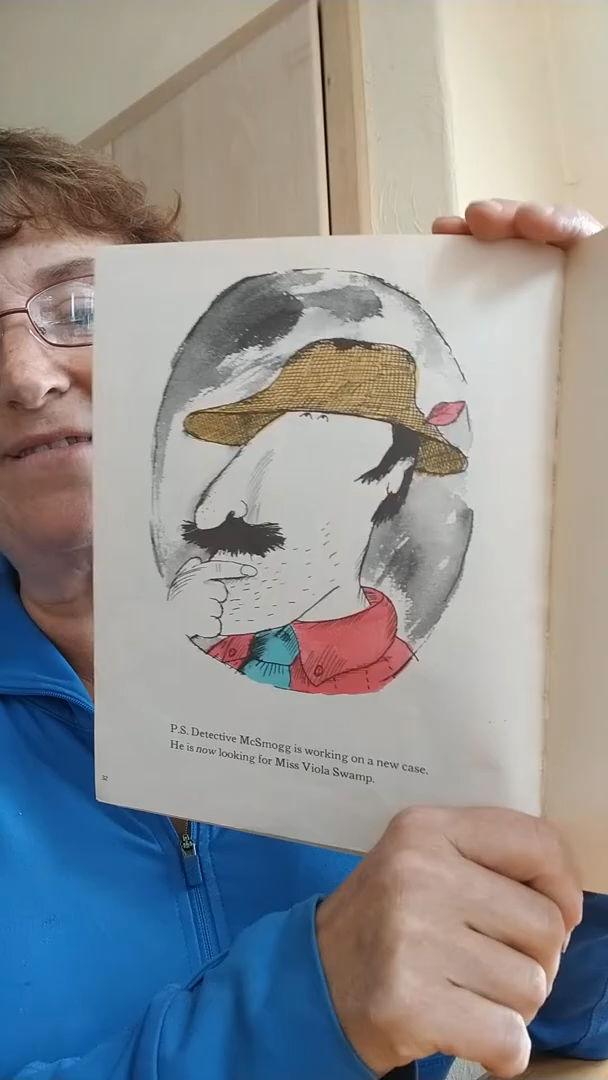 P.S. Detective McSmogg is working on a new case.
He is now looking for Miss Viola Swamp.
32